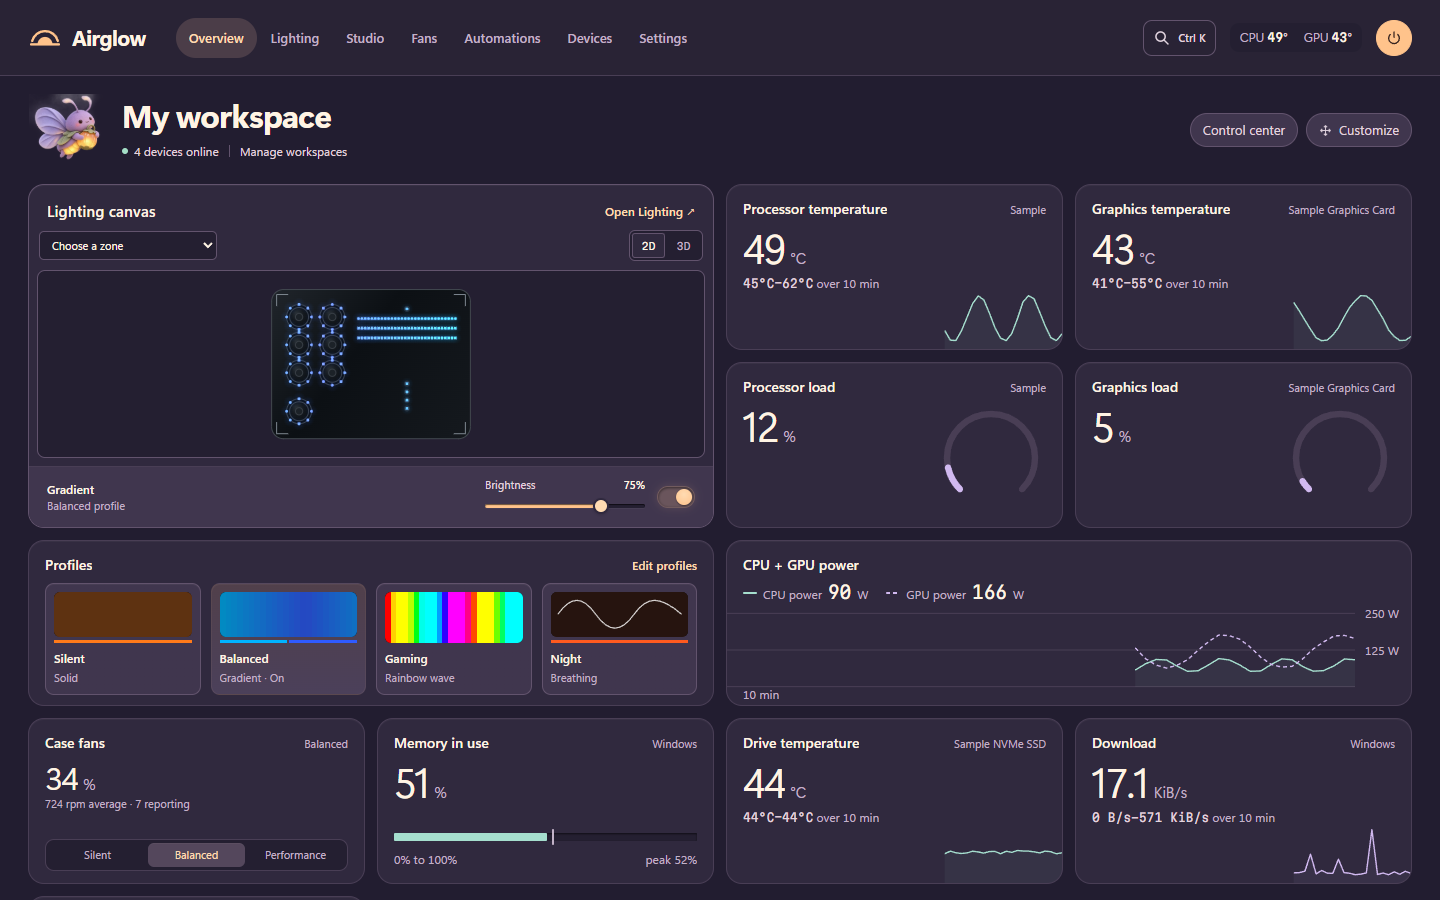 Airglow
Overview
Lighting
Studio
Fans
Automations
Devices
Settings
Ctrl K
CPU 49°
GPU 43°
My workspace
4 devices online
Manage workspaces
Control center
Customize
Lighting canvas
Open Lighting ↗
Choose a zone
2D
3D
Gradient
Balanced profile
Brightness
75%
Processor temperature
Sample
49 °C
45°C–62°C over 10 min
Graphics temperature
Sample Graphics Card
43 °C
41°C–55°C over 10 min
Processor load
Sample
12 %
Graphics load
Sample Graphics Card
5 %
Profiles
Edit profiles
Silent
Solid
Balanced
Gradient · On
Gaming
Rainbow wave
Night
Breathing
CPU + GPU power
CPU power 90 W
GPU power 166 W
250 W
125 W
10 min
Case fans
Balanced
34 %
724 rpm average · 7 reporting
Silent
Balanced
Performance
Memory in use
Windows
51 %
0% to 100%
peak 52%
Drive temperature
Sample NVMe SSD
44 °C
44°C–44°C over 10 min
Download
Windows
17.1 KiB/s
0 B/s–571 KiB/s over 10 min